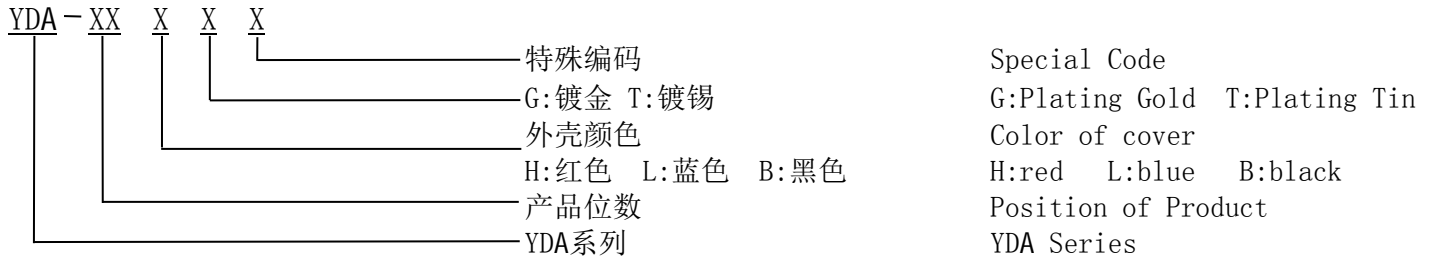 YDA-XX X X X
特殊编码 Special Code
G:镀金 T:镀锡 G:Plating Gold T:Plating Tin
外壳颜色 Color of cover
H:红色 L:蓝色 B:黑色 H:red L:blue B:black
产品位数 Position of Product
YDA系列 YDA Series